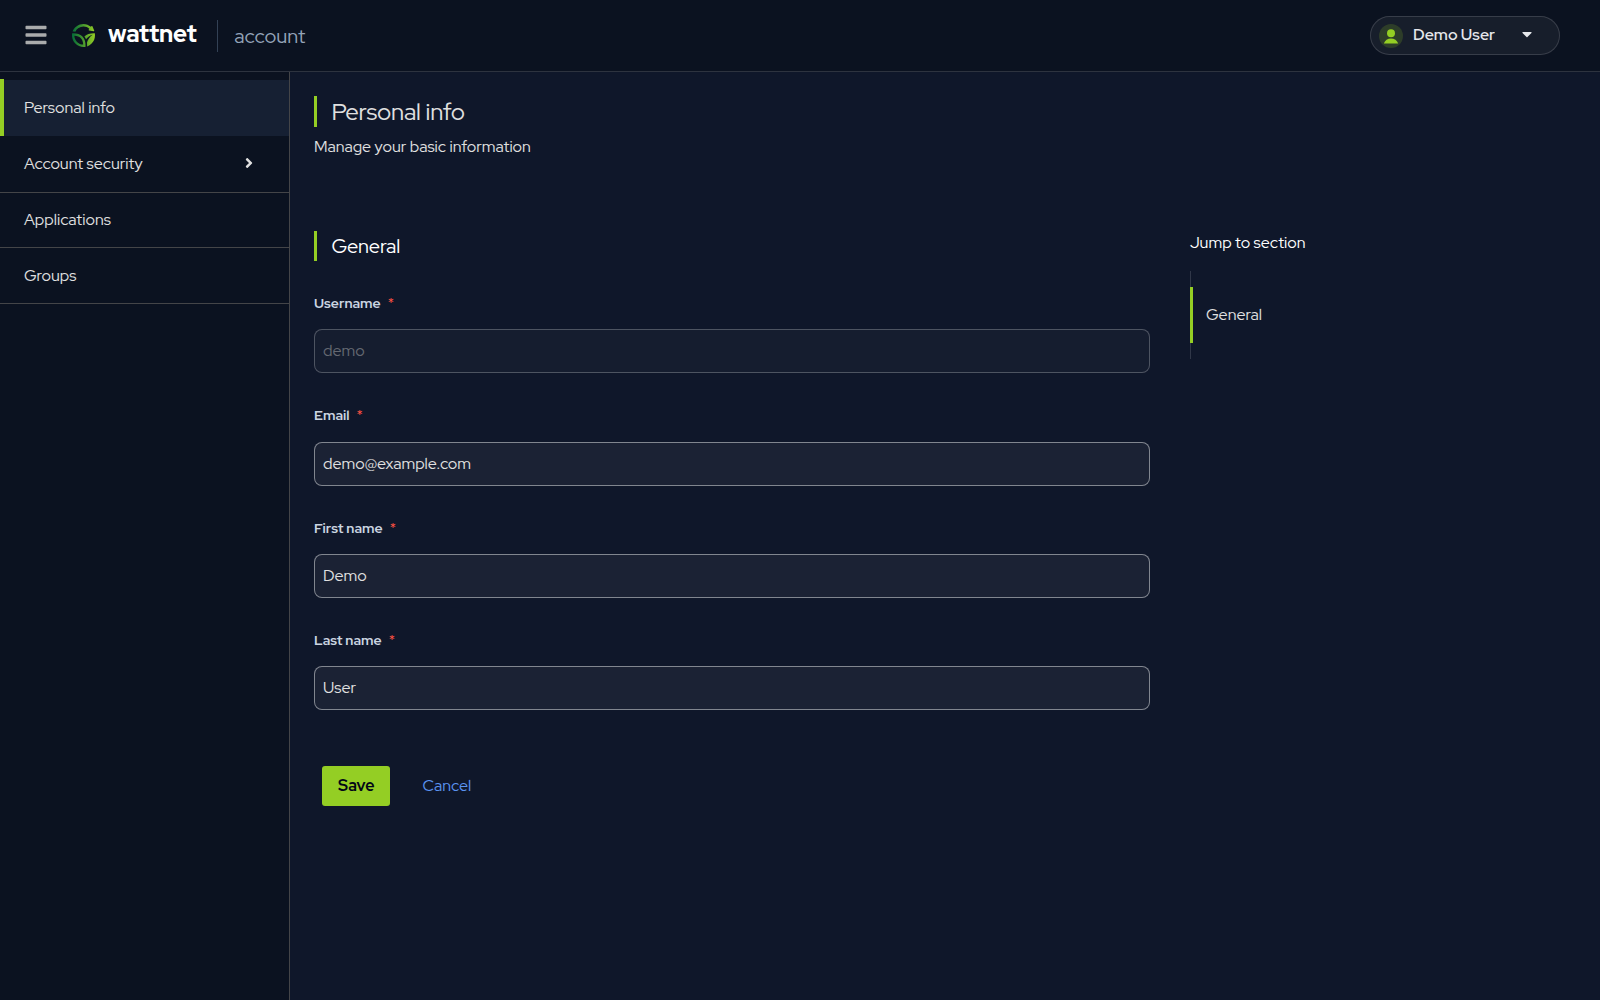 wattnet
account
Demo User
Personal info
Account security
Applications
Groups
Personal info
Manage your basic information
General
Username *
demo
Email *
demo@example.com
First name *
Demo
Last name *
User
Save
Cancel
Jump to section
General